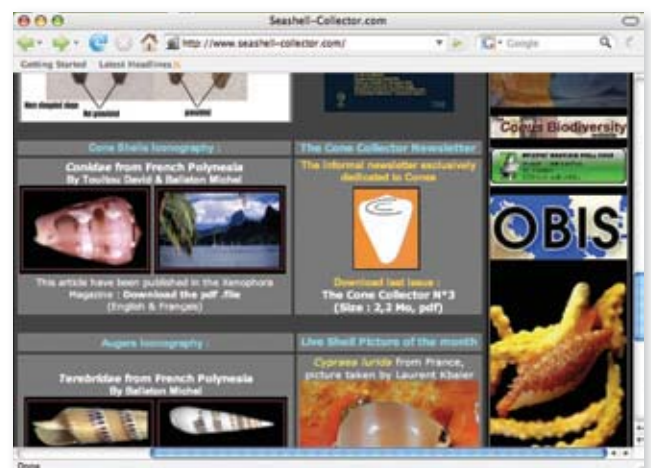 Seashell-Collector.com
http://www.seashell-collector.com/
Google
Getting Started
Latest Headlines
Conus Biodiversity
OBIS
Cone Shells Iconography :
Conidae from French Polynesia
By Touitou David & Balleton Michel
This article have been published in the Xenophora
Magazine : Download the pdf .file
(English & Français)
The Cone Collector Newsletter
The informal newsletter exclusively
dedicated to Cones
Download last issue :
The Cone Collector N°3
(Size : 2,3 Mo, pdf)
Augers Iconography :
Terebridae from French Polynesia
By Balleton Michel
Live Shell Picture of the month
Cypraea lurida from France,
picture taken by Laurent
Done